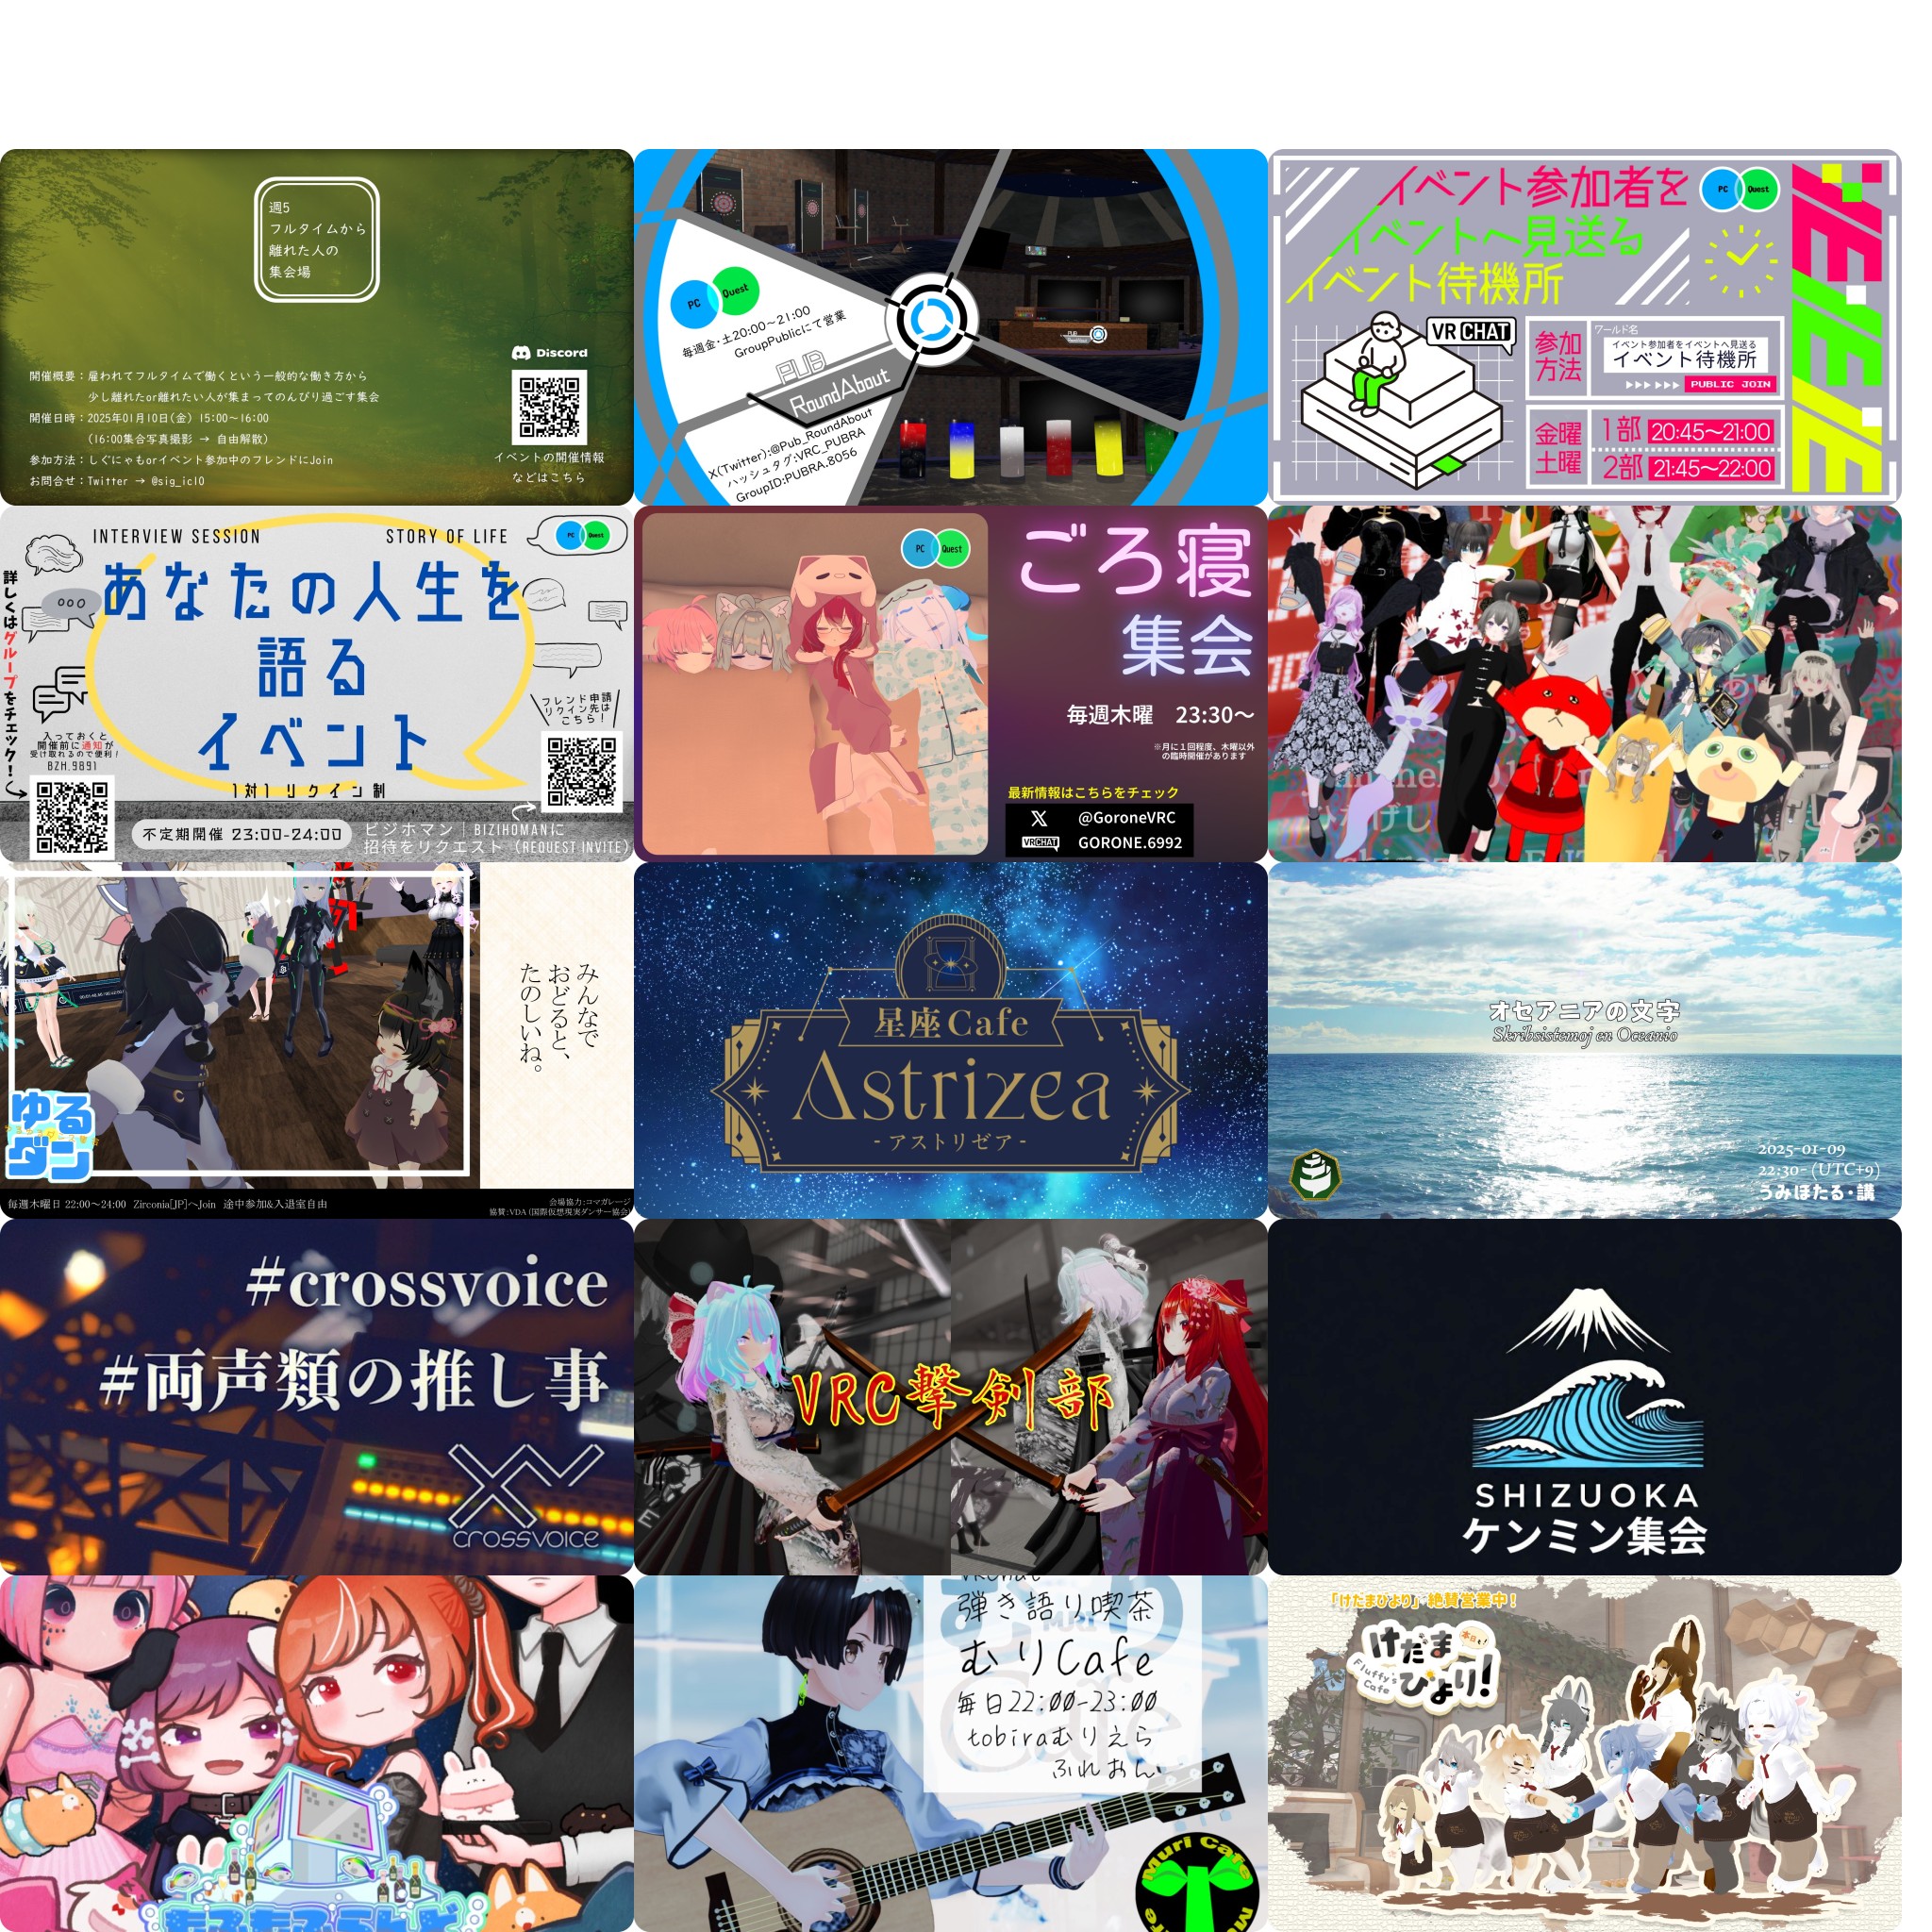 週5
フルタイムから
離れた人の
集会場
Discord
開催概要：雇われてフルタイムで働くという一般的な働き方から
少し離れたor離れたい人が集まってのんびり過ごす集会
開催日時：2025年01月10日(金) 15:00～16:00
(16:00集合写真撮影 → 自由解散)
参加方法：しぐにゃもorイベント参加中のフレンドにJoin
お問合せ：Twitter → @sig_ic10
イベントの開催情報
などはこちら
PC Quest
毎週金・土20:00～21:00
GroupPublicにて営業
PUB
RoundAbout
X(Twitter):@Pub_RoundAbout
ハッシュタグ:VRC_PUBRA
GroupID:PUBRA.8056
イベント参加者を
イベントへ見送る
イベント待機所
PC Quest
VRCHAT
参加
方法
ワールド名
イベント参加者をイベントへ見送る
イベント待機所
PUBLIC JOIN
金曜
土曜
1部 20:45～21:00
2部 21:45～22:00
INTERVIEW SESSION
STORY OF LIFE
PC Quest
あなたの人生を
語る
イベント
1対1リクイン制
詳しくはグループをチェック！
入っておくと
開催前に通知が
受け取れるので便利！
BZH.9891
フレンド申請
リクイン先は
こちら！
不定期開催 23:00-24:00
ビジホマン｜BIZIHOMANに
招待をリクエスト（REQUEST INVITE）
PC Quest
ごろ寝
集会
毎週木曜 23:30～
※月に１回程度、木曜以外
の臨時開催があります
最新情報はこちらをチェック
X @GoroneVRC
VRCHAT GORONE.6992
みんなで
おどると、
たのしいね。
ゆる
ダン
毎週木曜日 22:00～24:00 Zirconia[JP]へJoin 途中参加&入退室自由
会場協力：コマガレージ
協賛：VDA (国際仮想現実ダンサー協会)
星座Cafe
Astrizea
-アストリゼア-
オセアニアの文字
Skribsistemoj en Oceanio
2025-01-09
22:30- (UTC+9)
うみほたる・講
#crossvoice
#両声類の推し事
crossvoice
VRC撃剣部
SHIZUOKA
ケンミン集会
弾き語り喫茶
むりCafe
毎日22:00-23:00
tobiraむりえら
ふれおん
Muri Cafe
「けたまびより」絶賛営業中！
けだま
びより！
本日も！
Fluffy's
Cafe